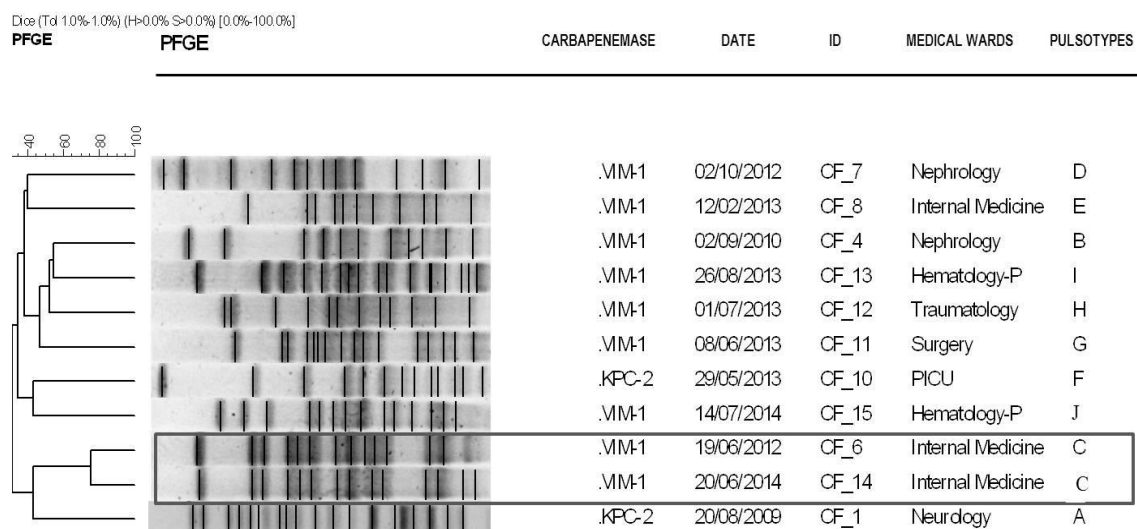 Dice (Tol 1.0%-1.0%) (H>0.0% S>0.0%) [0.0%-100.0%]
PFGE PFGE CARBAPENEMASE DATE ID MEDICAL WARDS PULSOTYPES
40 60 80 100
.VIM-1 02/10/2012 CF_7 Nephrology D
.VIM-1 12/02/2013 CF_8 Internal Medicine E
.VIM-1 02/09/2010 CF_4 Nephrology B
.VIM-1 26/08/2013 CF_13 Hematology-P I
.VIM-1 01/07/2013 CF_12 Traumatology H
.VIM-1 08/06/2013 CF_11 Surgery G
.KPC-2 29/05/2013 CF_10 PICU F
.VIM-1 14/07/2014 CF_15 Hematology-P J
.VIM-1 19/06/2012 CF_6 Internal Medicine C
.VIM-1 20/06/2014 CF_14 Internal Medicine C
.KPC-2 20/08/2009 CF_1 Neurology A